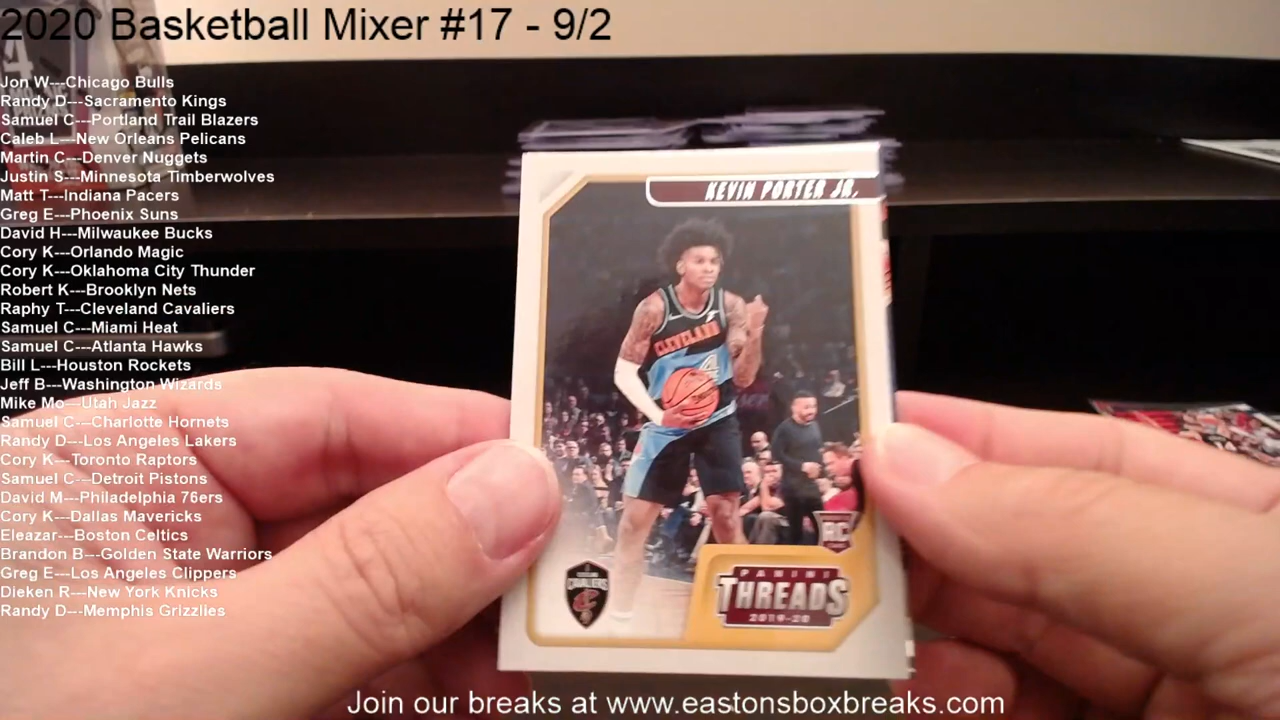 2020 Basketball Mixer #17 - 9/2
Jon W---Chicago Bulls
Randy D---Sacramento Kings
Samuel C---Portland Trail Blazers
Caleb L---New Orleans Pelicans
Martin C---Denver Nuggets
Justin S---Minnesota Timberwolves
Matt T---Indiana Pacers
Greg E---Phoenix Suns
David H---Milwaukee Bucks
Cory K---Orlando Magic
Cory K---Oklahoma City Thunder
Robert K---Brooklyn Nets
Raphy T---Cleveland Cavaliers
Samuel C---Miami Heat
Samuel C---Atlanta Hawks
Bill L---Houston Rockets
Jeff B---Washington Wizards
Mike Mo---Utah Jazz
Samuel C---Charlotte Hornets
Randy D---Los Angeles Lakers
Cory K---Toronto Raptors
Samuel C---Detroit Pistons
David M---Philadelphia 76ers
Cory K---Dallas Mavericks
Eleazar---Boston Celtics
Brandon B---Golden State Warriors
Greg E---Los Angeles Clippers
Dieken R---New York Knicks
Randy D---Memphis Grizzlies
KEVIN PORTER JR.
CLEVELAND
4
RC
CAVALIERS
PANINI
THREADS
2019-20
Join our breaks at www.eastonsboxbreaks.com